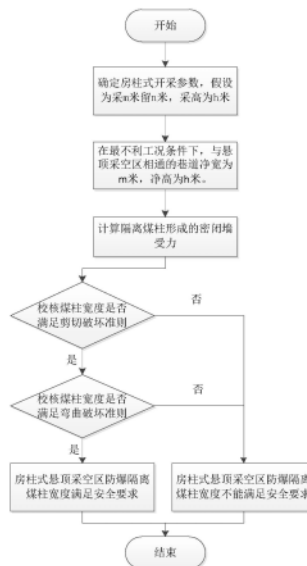 开始
确定房柱式开采参数，假设
为采m米留n米，采高为h米
在最不利工况条件下，与悬
顶采空区相通的巷道净宽为
m米，净高为h米。
计算隔离煤柱形成的密闭墙
受力
校核煤柱宽度是否
满足剪切破坏准则
否
是
校核煤柱宽度是否
满足弯曲破坏准则
否
是
房柱式悬顶采空区防爆隔离
煤柱宽度满足安全要求
房柱式悬顶采空区防爆隔离
煤柱宽度不能满足安全要求
结束